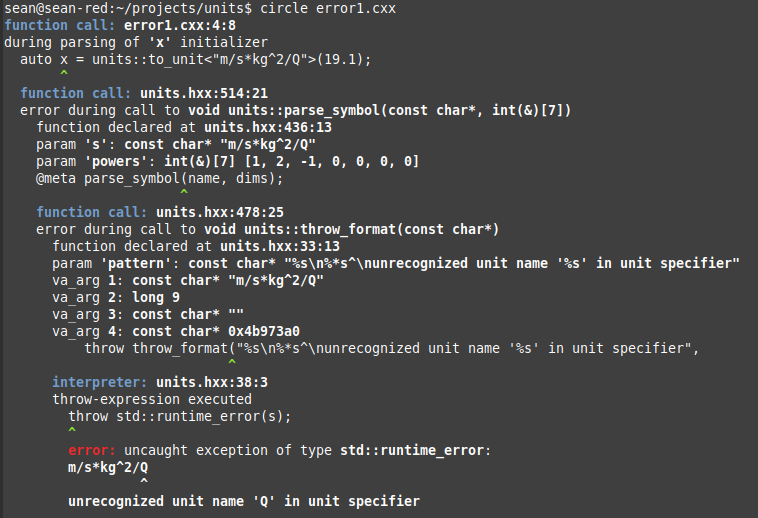 sean@sean-red:~/projects/units$ circle error1.cxx
function call: error1.cxx:4:8
during parsing of 'x' initializer
  auto x = units::to_unit<"m/s*kg^2/Q">(19.1);
       ^
  function call: units.hxx:514:21
  error during call to void units::parse_symbol(const char*, int(&)[7])
    function declared at units.hxx:436:13
    param 's': const char* "m/s*kg^2/Q"
    param 'powers': int(&)[7] [1, 2, -1, 0, 0, 0, 0]
    @meta parse_symbol(name, dims);
                      ^
    function call: units.hxx:478:25
    error during call to void units::throw_format(const char*)
      function declared at units.hxx:33:13
      param 'pattern': const char* "%s\n%*s^\nunrecognized unit name '%s' in unit specifier"
      va_arg 1: const char* "m/s*kg^2/Q"
      va_arg 2: long 9
      va_arg 3: const char* ""
      va_arg 4: const char* 0x4b973a0
          throw throw_format("%s\n%*s^\nunrecognized unit name '%s' in unit specifier",
                            ^
      interpreter: units.hxx:38:3
      throw-expression executed
        throw std::runtime_error(s);
        ^
        error: uncaught exception of type std::runtime_error:
        m/s*kg^2/Q
                 ^
        unrecognized unit name 'Q' in unit specifier